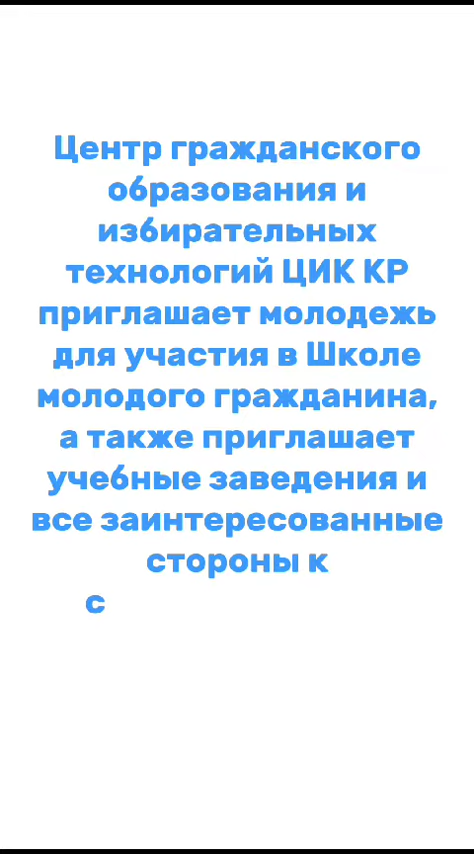 Центр гражданского
образования и
избирательных
технологий ЦИК КР
приглашает молодежь
для участия в Школе
молодого гражданина,
а также приглашает
учебные заведения и
все заинтересованные
стороны к
с